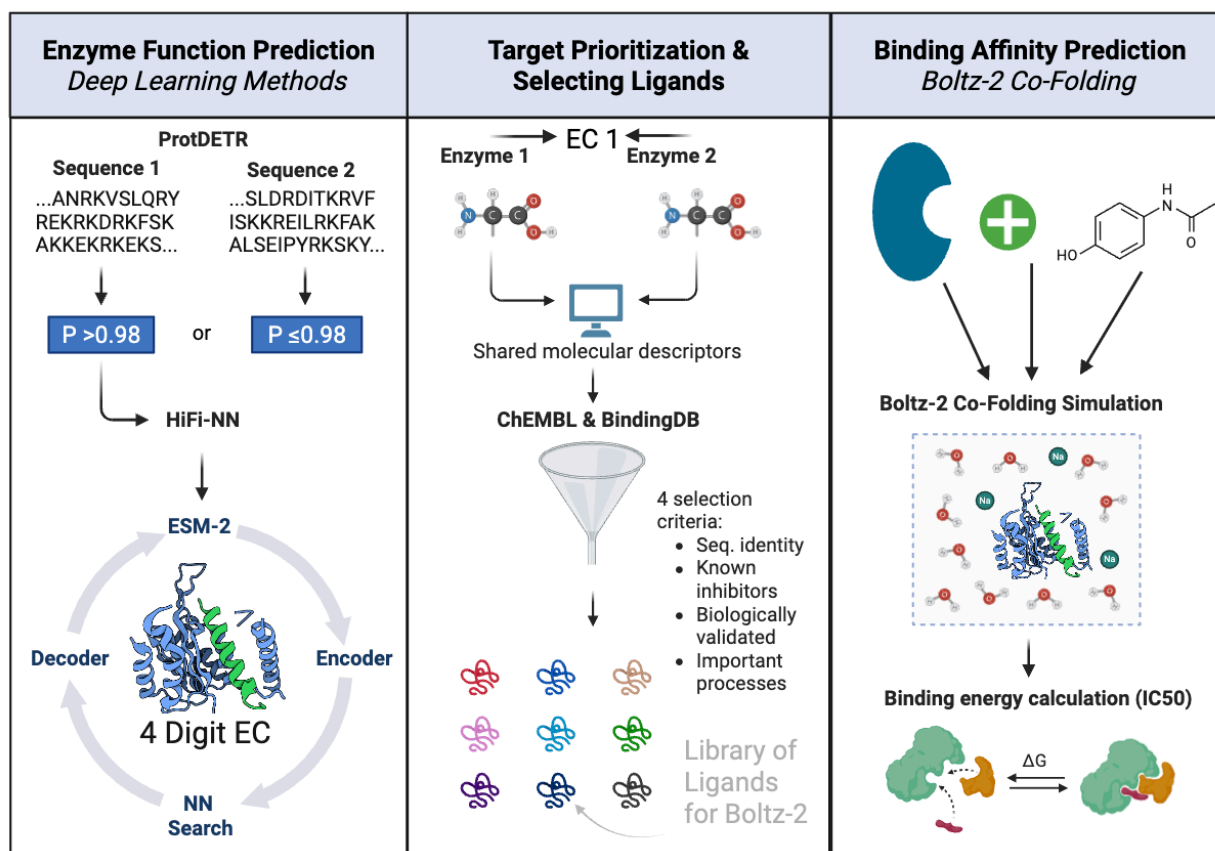 Enzyme Function Prediction
Deep Learning Methods
ProtDETR
Sequence 1
Sequence 2
...ANRKVSLQRY
REKRKDRKFSK
AKKEKRKEKS...
...SLDRDITKRVF
ISKKREILRKFAK
ALSEIPYRKSKY...
P >0.98
or
P ≤0.98
HiFi-NN
ESM-2
Decoder
Encoder
4 Digit EC
NN
Search
Target Prioritization &
Selecting Ligands
EC 1
Enzyme 1
Enzyme 2
H
H
N
H
C
C
O
O
H
H
H
N
H
C
C
O
O
H
Shared molecular descriptors
ChEMBL & BindingDB
4 selection
criteria:
• Seq. identity
• Known
inhibitors
• Biologically
validated
• Important
processes
Library of
Ligands
for Boltz-2
Binding Affinity Prediction
Boltz-2 Co-Folding
H
N
O
HO
Boltz-2 Co-Folding Simulation
Na
Na
Na
Binding energy calculation (IC50)
ΔG